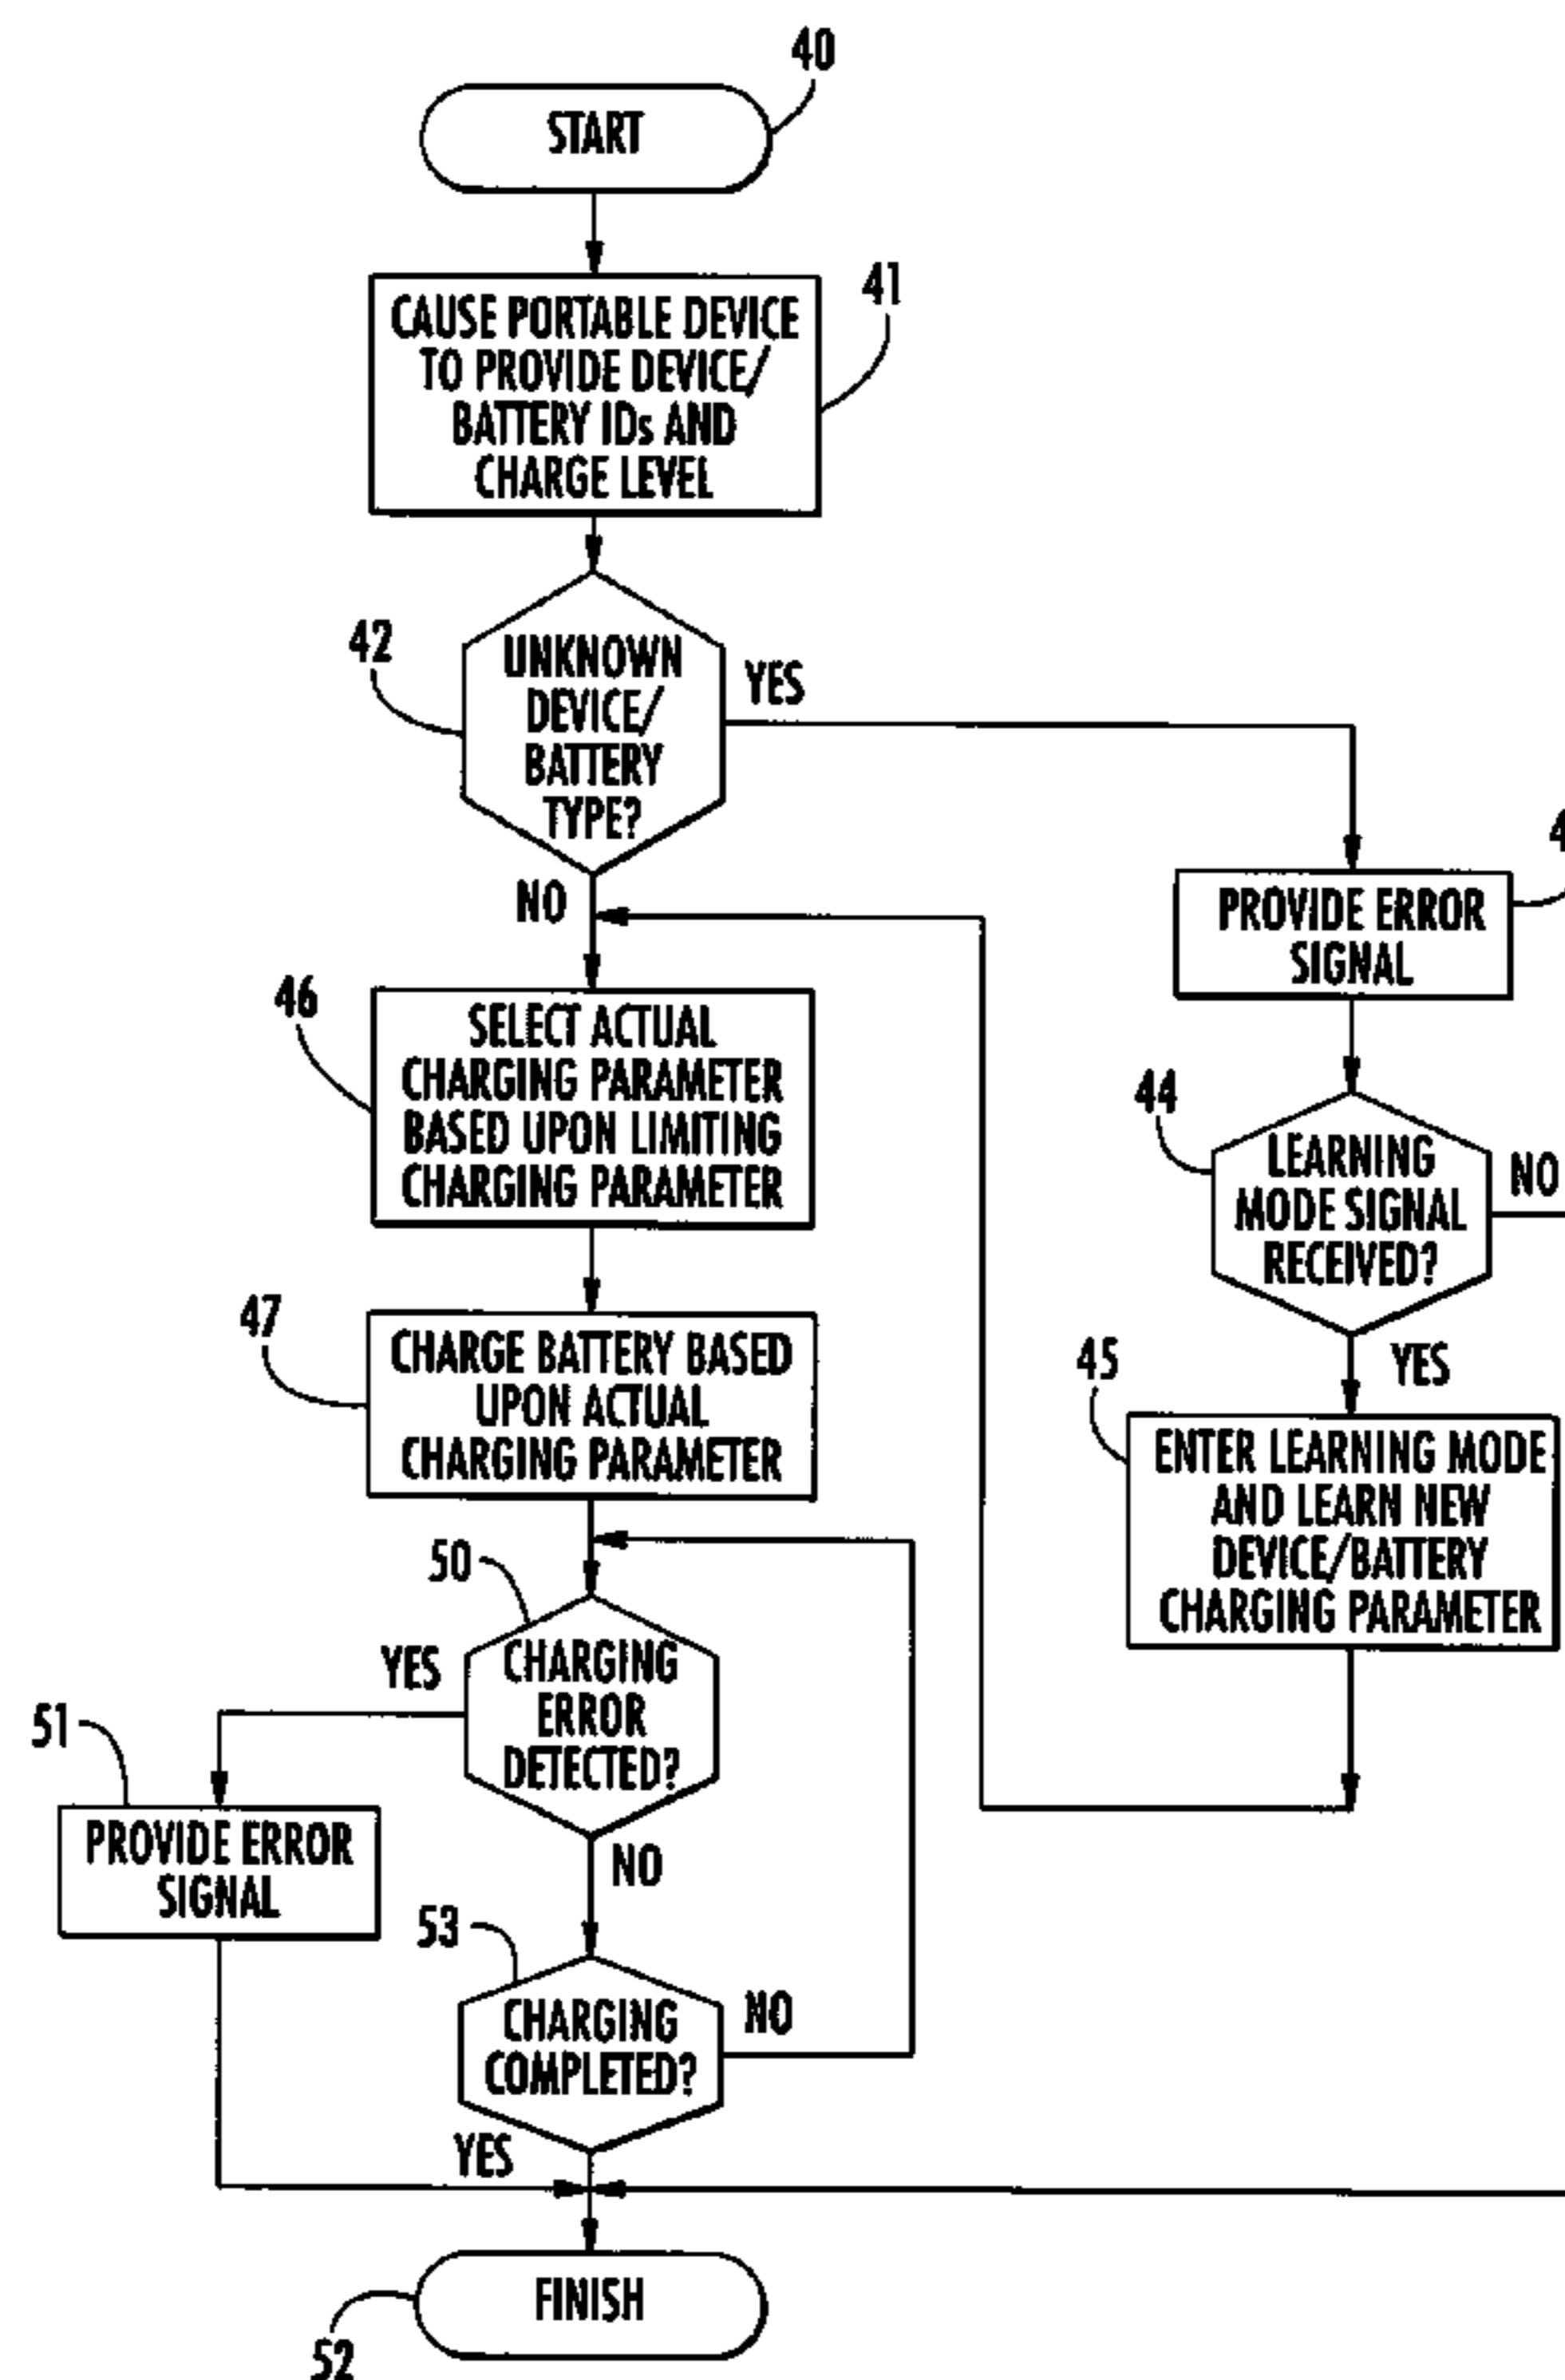 40
START
41
CAUSE PORTABLE DEVICE
TO PROVIDE DEVICE/
BATTERY IDs AND
CHARGE LEVEL
42
UNKNOWN
DEVICE/
BATTERY
TYPE?
YES
NO
PROVIDE ERROR
SIGNAL
46
SELECT ACTUAL
CHARGING PARAMETER
BASED UPON LIMITING
CHARGING PARAMETER
44
LEARNING
MODE SIGNAL
RECEIVED?
NO
YES
47
CHARGE BATTERY BASED
UPON ACTUAL
CHARGING PARAMETER
45
ENTER LEARNING MODE
AND LEARN NEW
DEVICE/BATTERY
CHARGING PARAMETER
50
CHARGING
ERROR
DETECTED?
YES
NO
51
PROVIDE ERROR
SIGNAL
53
CHARGING
COMPLETED?
NO
YES
FINISH
52